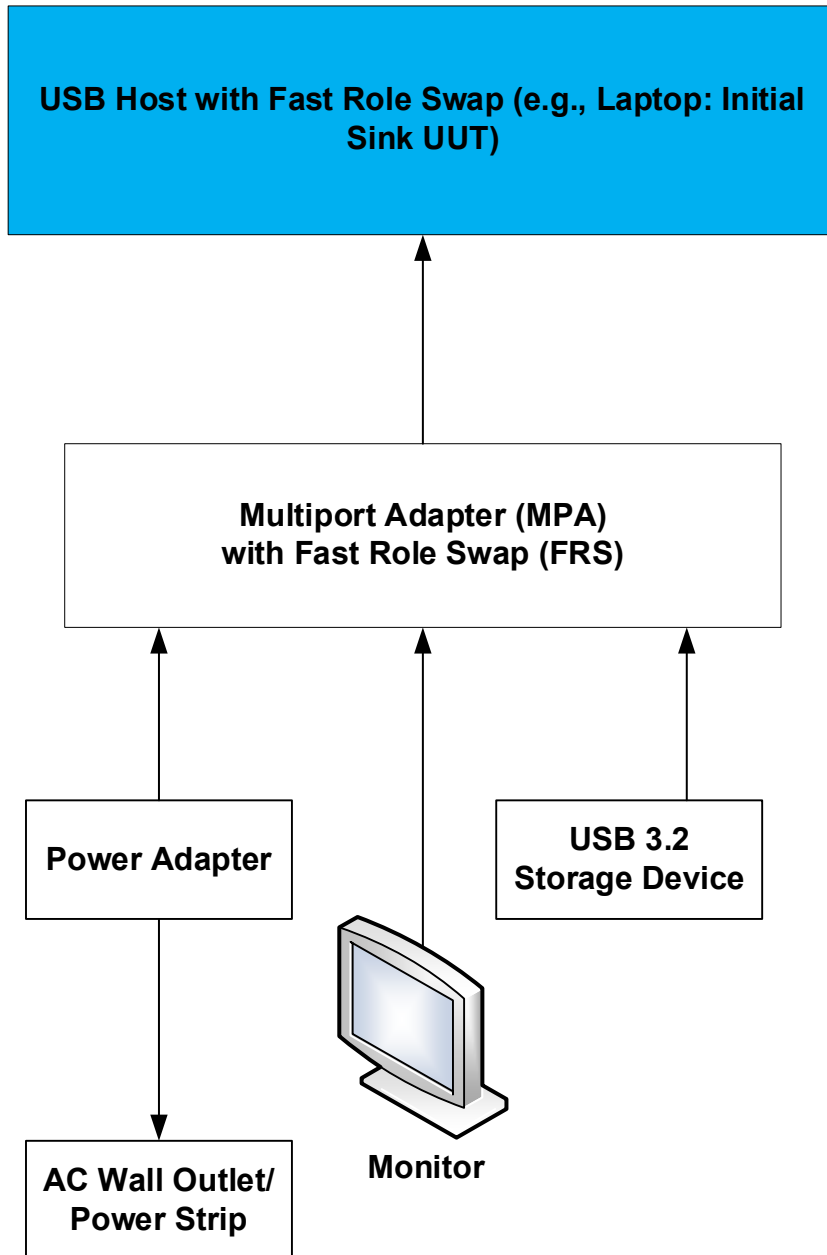 USB Host with Fast Role Swap (e.g., Laptop: Initial
Sink UUT)
Multiport Adapter (MPA)
with Fast Role Swap (FRS)
Power Adapter
USB 3.2
Storage Device
Monitor
AC Wall Outlet/
Power Strip